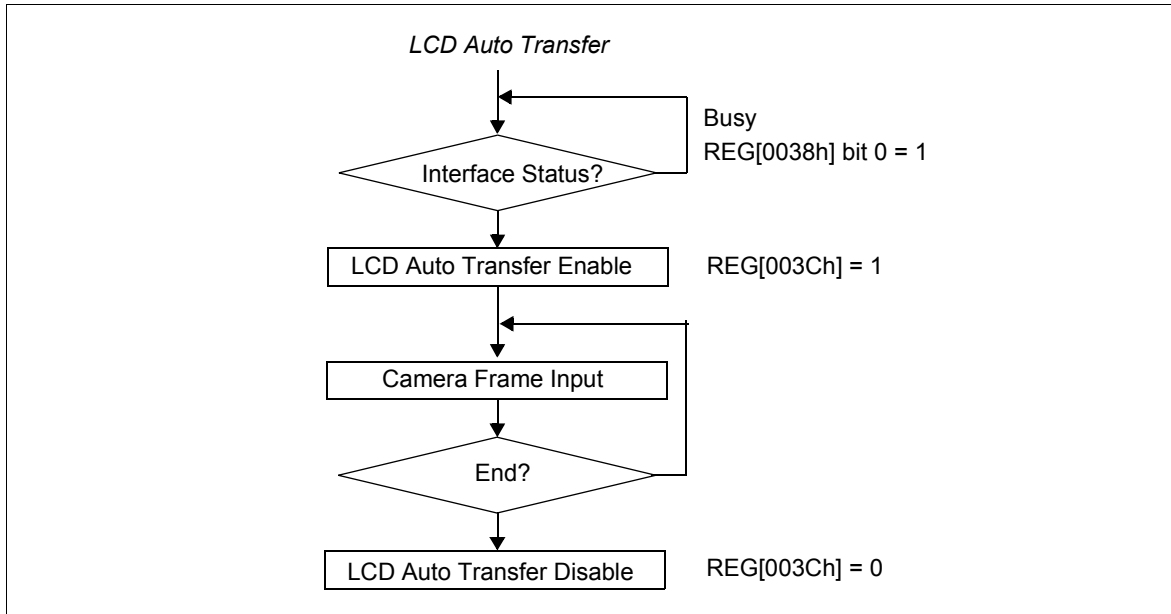 LCD Auto Transfer
Busy
REG[0038h] bit 0 = 1
Interface Status?
LCD Auto Transfer Enable
REG[003Ch] = 1
Camera Frame Input
End?
LCD Auto Transfer Disable
REG[003Ch] = 0